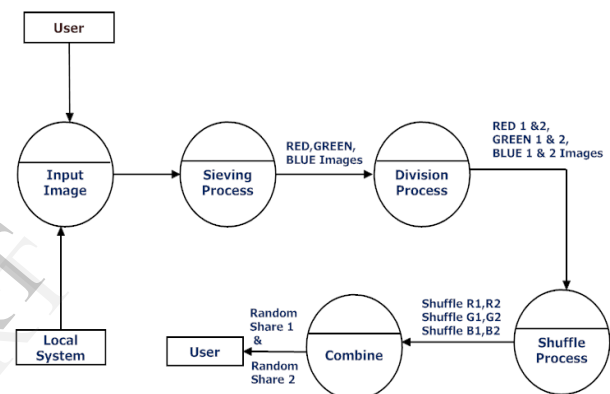 User
Input
Image
Sieving
Process
RED,GREEN,
BLUE Images
Division
Process
RED 1 &2,
GREEN 1 & 2,
BLUE 1 & 2 Images
Shuffle
Process
Shuffle R1,R2
Shuffle G1,G2
Shuffle B1,B2
Combine
Random
Share 1
&
Random
Share 2
User
Local
System